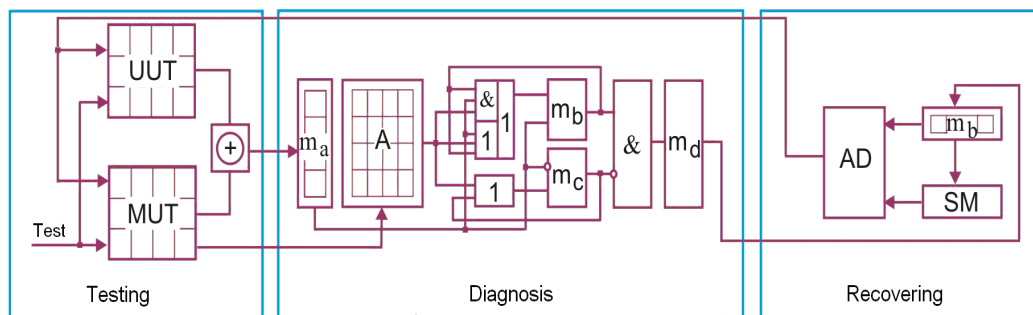 UUT
MUT
Test
+
Testing
ma
A
&
1
1
1
mb
mc
&
md
Diagnosis
AD
mb
SM
Recovering